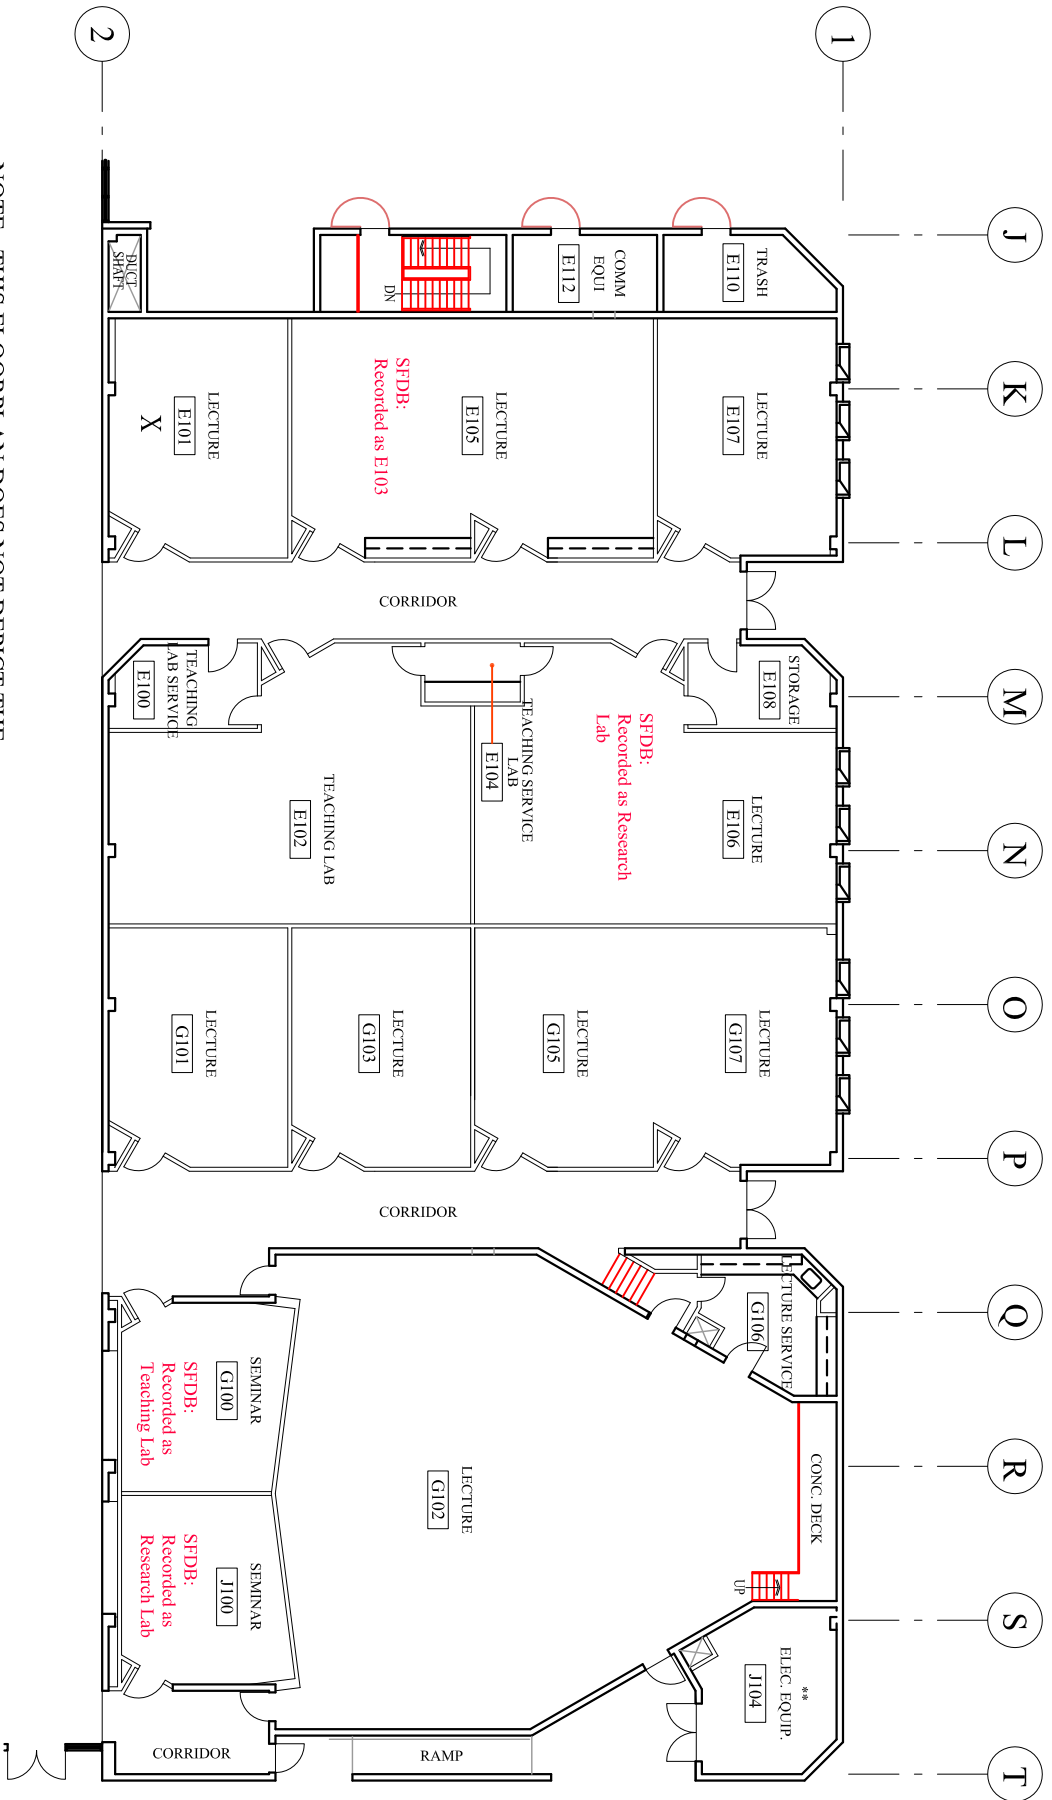 2
1
J
K
L
M
N
O
P
Q
R
S
T
DUCT
SHAFT
DN
COMM
EQUI
E112
TRASH
E110
LECTURE
E101
X
SFDB:
Recorded as E103
LECTURE
E105
LECTURE
E107
CORRIDOR
TEACHING
LAB SERVICE
E100
TEACHING SERVICE
LAB
E104
STORAGE
E108
SFDB:
Recorded as Research
Lab
TEACHING LAB
E102
LECTURE
E106
LECTURE
G101
LECTURE
G103
LECTURE
G105
LECTURE
G107
CORRIDOR
LECTURE SERVICE
G106
SEMINAR
G100
SFDB:
Recorded as
Teaching Lab
LECTURE
G102
CONC. DECK
UP
SEMINAR
J100
SFDB:
Recorded as
Research Lab
**
ELEC. EQUIP.
J104
CORRIDOR
RAMP